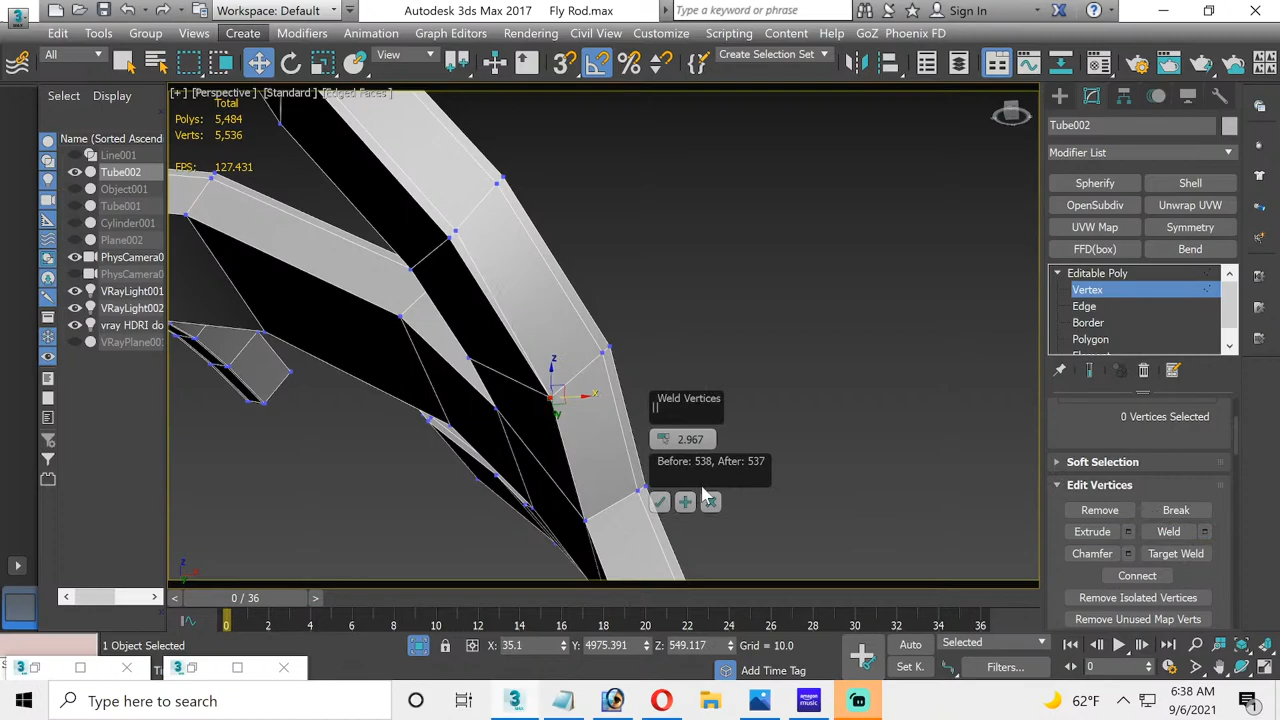 Autodesk 3ds Max 2017 Fly Rod.max
Workspace: Default
Type a keyword or phrase
Sign In
Edit Tools Group Views Create Modifiers Animation Graph Editors Rendering Civil View Customize Scripting Content Help GoZ Phoenix FD
All
View
Create Selection Set
3
MAX
Select Display
Name (Sorted Ascend
Line001
Tube002
Object001
Tube001
Cylinder001
Plane002
PhysCamera0
PhysCamera0
VRayLight001
VRayLight002
vray HDRI do
VRayPlane00
[+] [Perspective] [Standard] [Edged Faces]
Total
Polys: 5,484
Verts: 5,536
FPS: 127.431
z
x
y
Weld Vertices
2.967
Before: 538, After: 537
z
Tube002
Modifier List
Spherify Shell
OpenSubdiv Unwrap UVW
UVW Map Symmetry
FFD(box) Bend
Editable Poly
Vertex
Edge
Border
Polygon
0 Vertices Selected
Soft Selection
Edit Vertices
Remove Break
Extrude Weld
Chamfer Target Weld
Connect
Remove Isolated Vertices
Remove Unused Map Verts
0 / 36
0 2 4 6 8 10 12 14 16 18 20 22 24 26 28 30 32 34 36
1 Object Selected
X: 35.1 Y: 4975.391 Z: 549.117 Grid = 10.0
Add Time Tag
Auto Selected
Set K. Filters...
0
Type here to search
amazon music
62°F
6:38 AM
9/6/2021
1